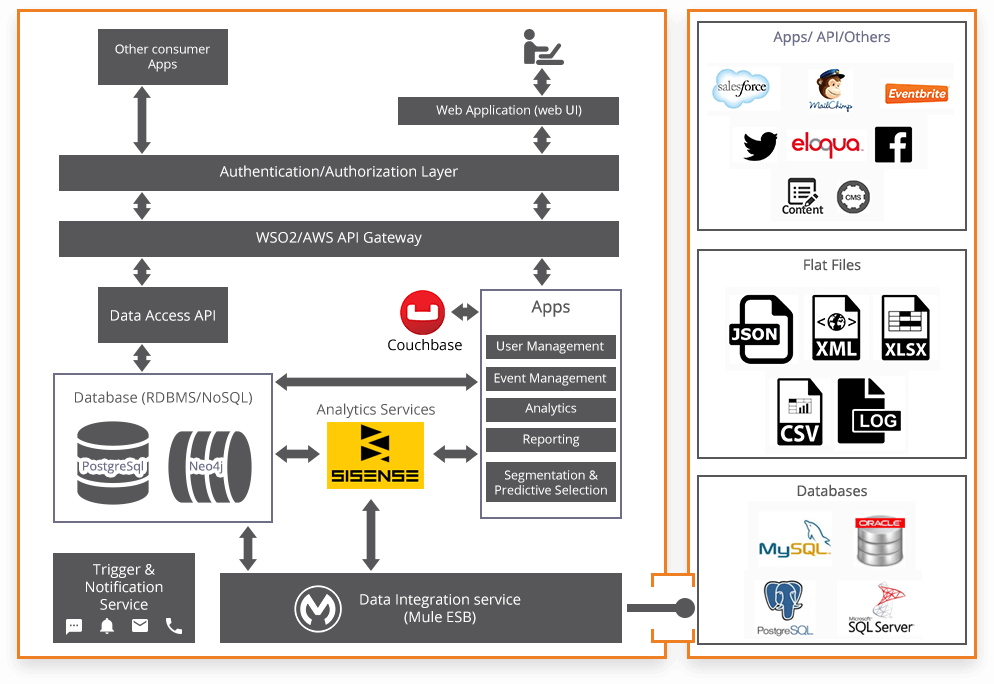 Other consumer
Apps
Web Application (web UI)
Authentication/Authorization Layer
WSO2/AWS API Gateway
Data Access API
Couchbase
Apps
User Management
Event Management
Analytics
Reporting
Segmentation &
Predictive Selection
Database (RDBMS/NoSQL)
PostgreSql
Neo4j
Analytics Services
SISENSE
Trigger &
Notification
Service
Data Integration service
(Mule ESB)
Apps/ API/Others
salesforce
MailChimp
Eventbrite
eloqua
Content
CMS
Flat Files
JSON
XML
XLSX
CSV
LOG
Databases
MySQL
ORACLE
PostgreSQL
Microsoft
SQL Server